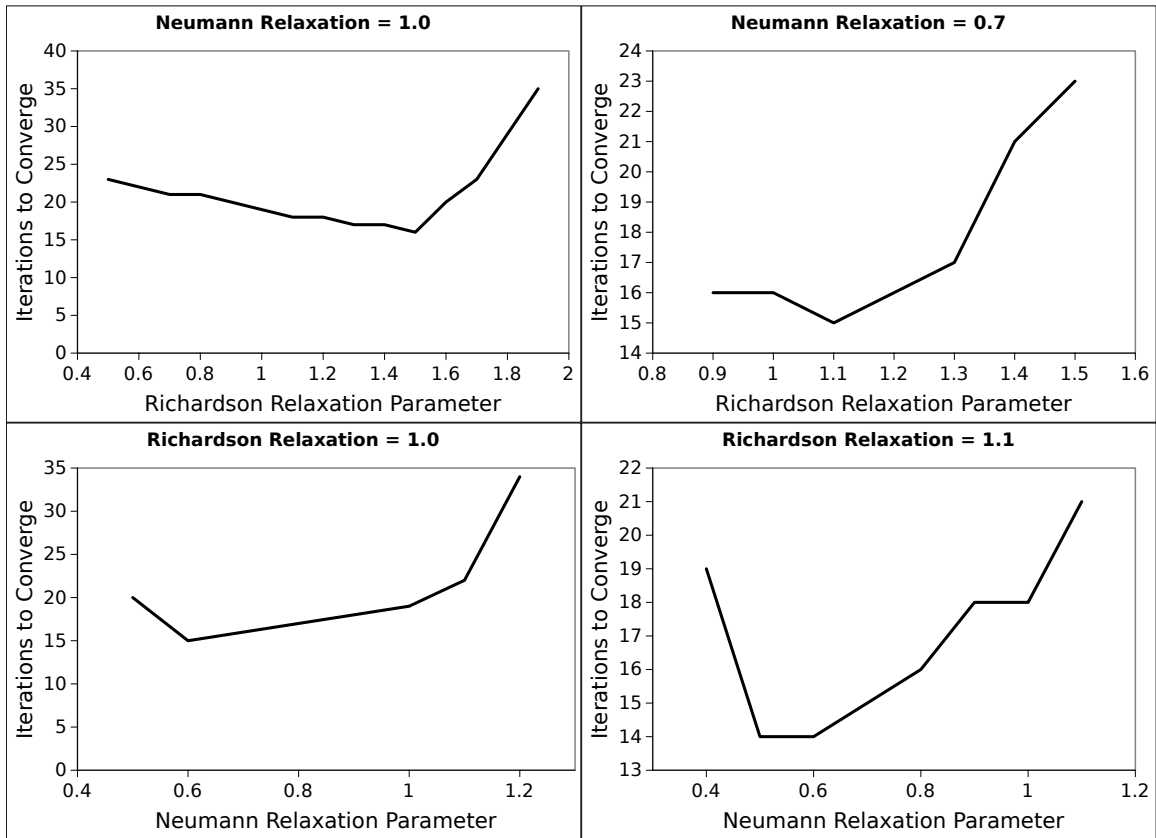 Neumann Relaxation = 1.0
Iterations to Converge
40
35
30
25
20
15
10
5
0
0.4 0.6 0.8 1 1.2 1.4 1.6 1.8 2
Richardson Relaxation Parameter
Neumann Relaxation = 0.7
Iterations to Converge
24
23
22
21
20
19
18
17
16
15
14
0.8 0.9 1 1.1 1.2 1.3 1.4 1.5 1.6
Richardson Relaxation Parameter
Richardson Relaxation = 1.0
Iterations to Converge
35
30
25
20
15
10
5
0
0.4 0.6 0.8 1 1.2
Neumann Relaxation Parameter
Richardson Relaxation = 1.1
Iterations to Converge
22
21
20
19
18
17
16
15
14
13
0.4 0.6 0.8 1 1.2
Neumann Relaxation Parameter